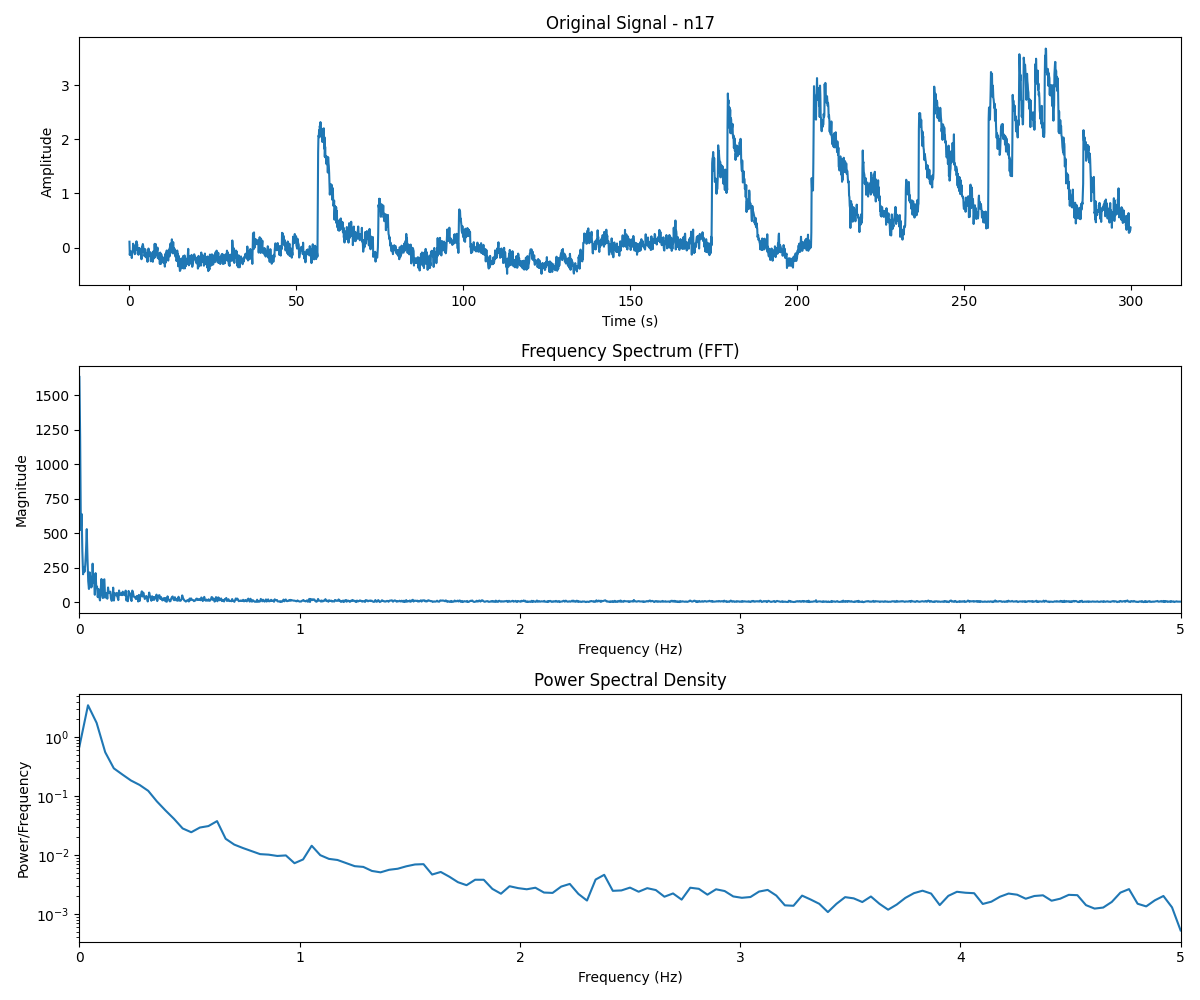 Original Signal - n17
Amplitude
3
2
1
0
0 50 100 150 200 250 300
Time (s)
Frequency Spectrum (FFT)
Magnitude
1500
1250
1000
750
500
250
0
0 1 2 3 4 5
Frequency (Hz)
Power Spectral Density
Power/Frequency
10⁰
10⁻¹
10⁻²
10⁻³
0 1 2 3 4 5
Frequency (Hz)